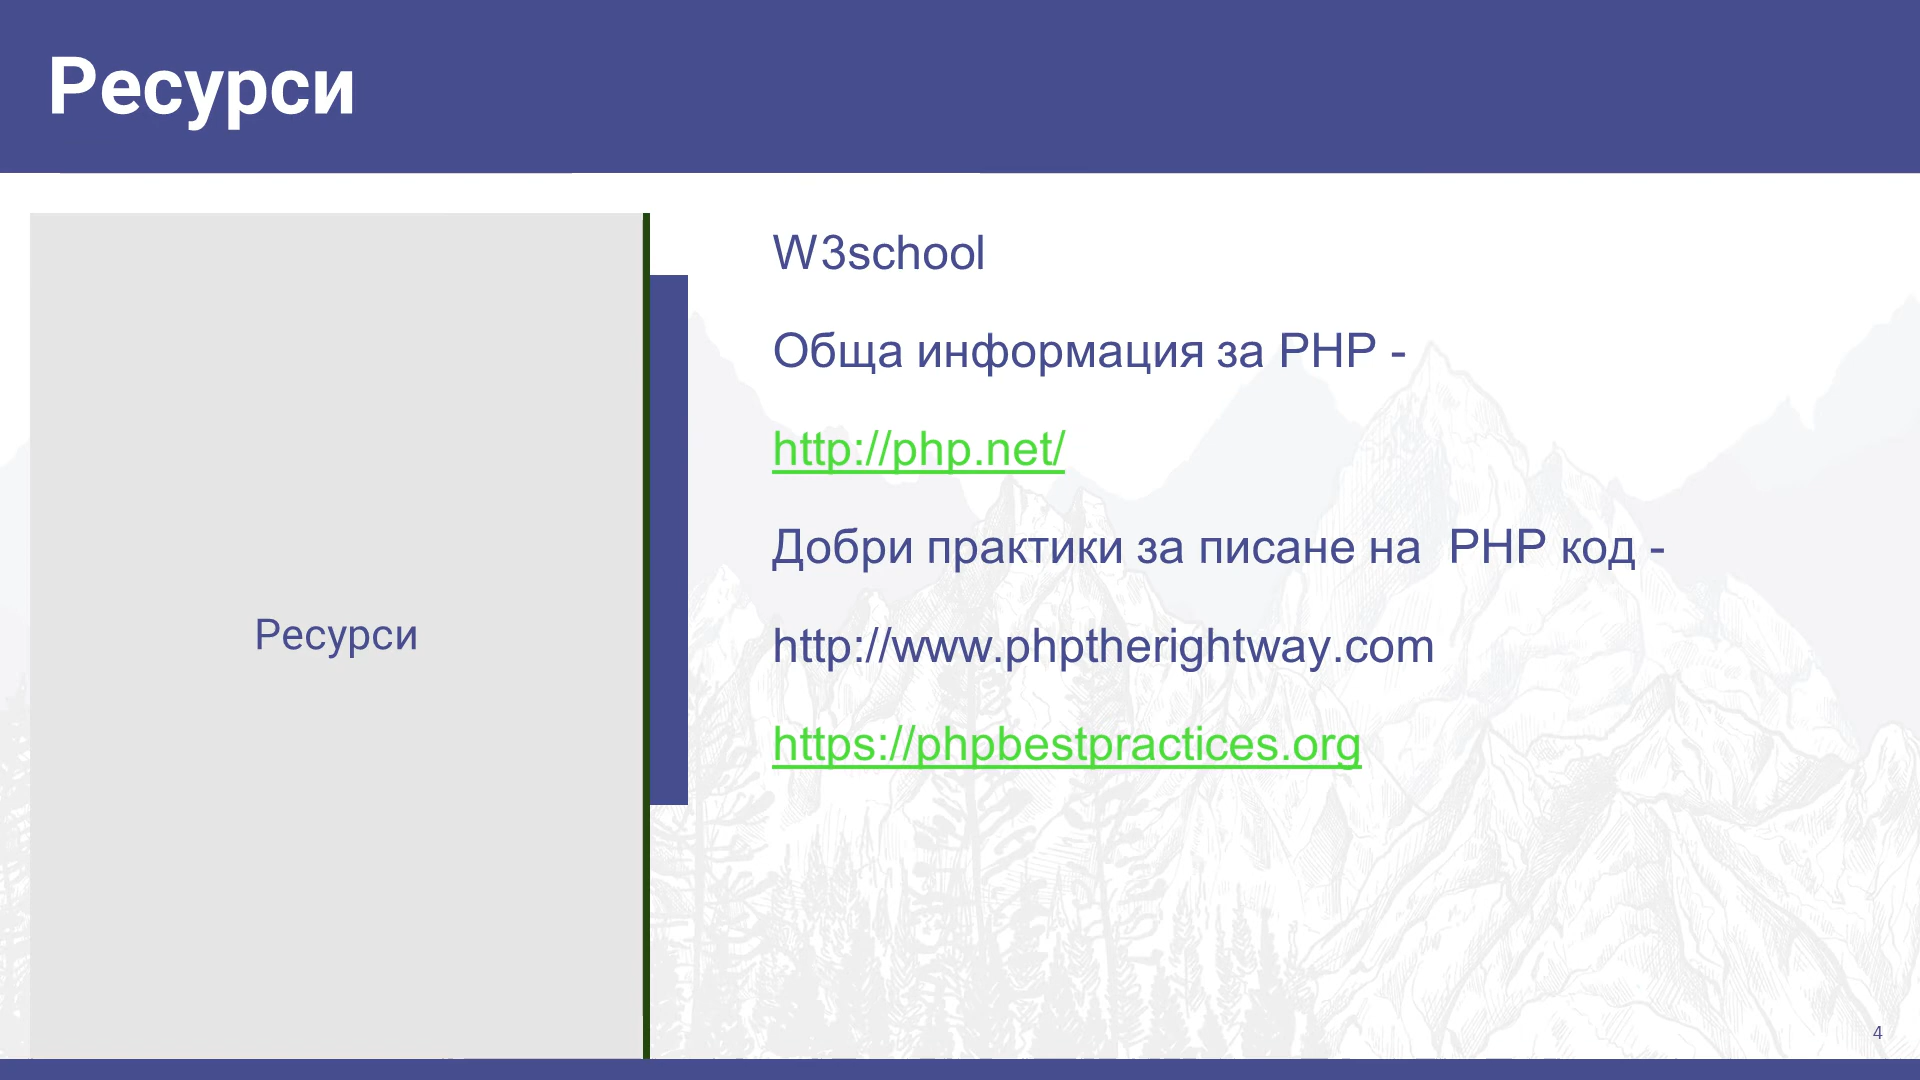 Ресурси
Ресурси
W3school
Обща информация за PHP -
http://php.net/
Добри практики за писане на  PHP код -
http://www.phptherightway.com
https://phpbestpractices.org
4